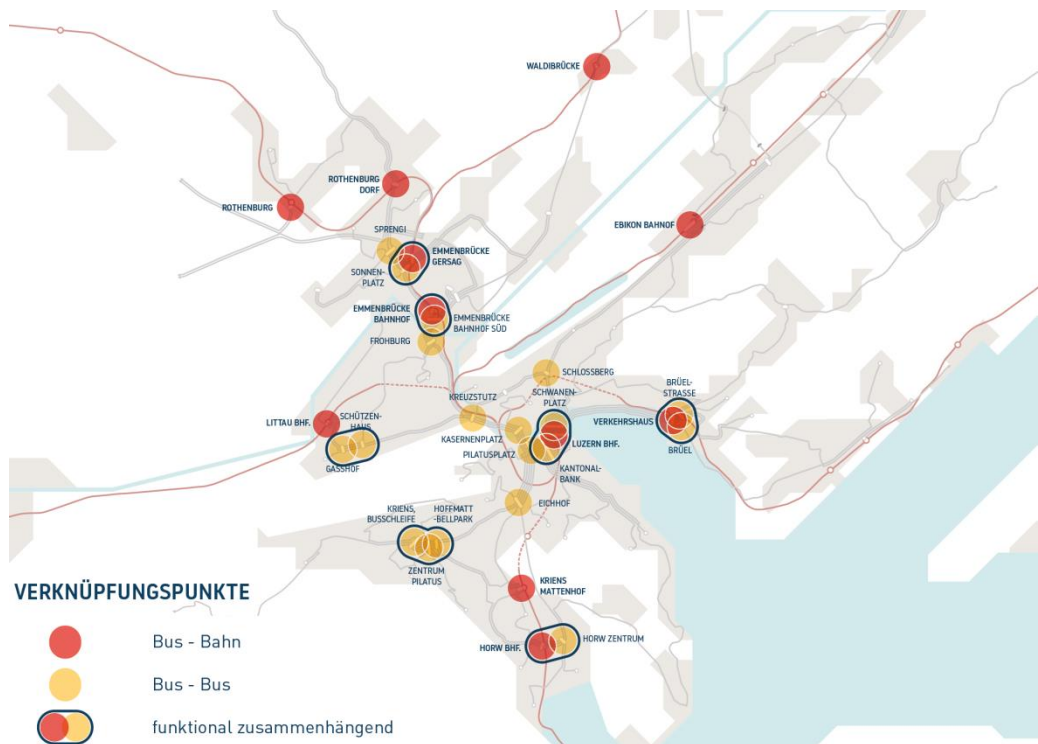 WALDIBRÜCKE
ROTHENBURG
DORF
ROTHENBURG
EBIKON BAHNHOF
SPRENGI
EMMENBRÜCKE
GERSAG
SONNEN-
PLATZ
EMMENBRÜCKE
BAHNHOF
EMMENBRÜCKE
BAHNHOF SÜD
FROHBURG
SCHLOSSBERG
KREUZSTUTZ
SCHWANEN-
PLATZ
BRÜEL-
STRASSE
LITTAU BHF.
SCHÜTZEN-
HAUS
VERKEHRSHAUS
KASERNENPLATZ
LUZERN BHF.
BRÜEL
PILATUSPLATZ
GASSHOF
KANTONAL-
BANK
EICHHOF
KRIENS,
BUSSCHLEIFE
HOFFMATT
-BELLPARK
ZENTRUM
PILATUS
KRIENS
MATTENHOF
HORW BHF.
HORW ZENTRUM
VERKNÜPFUNGSPUNKTE
Bus - Bahn
Bus - Bus
funktional zusammenhängend